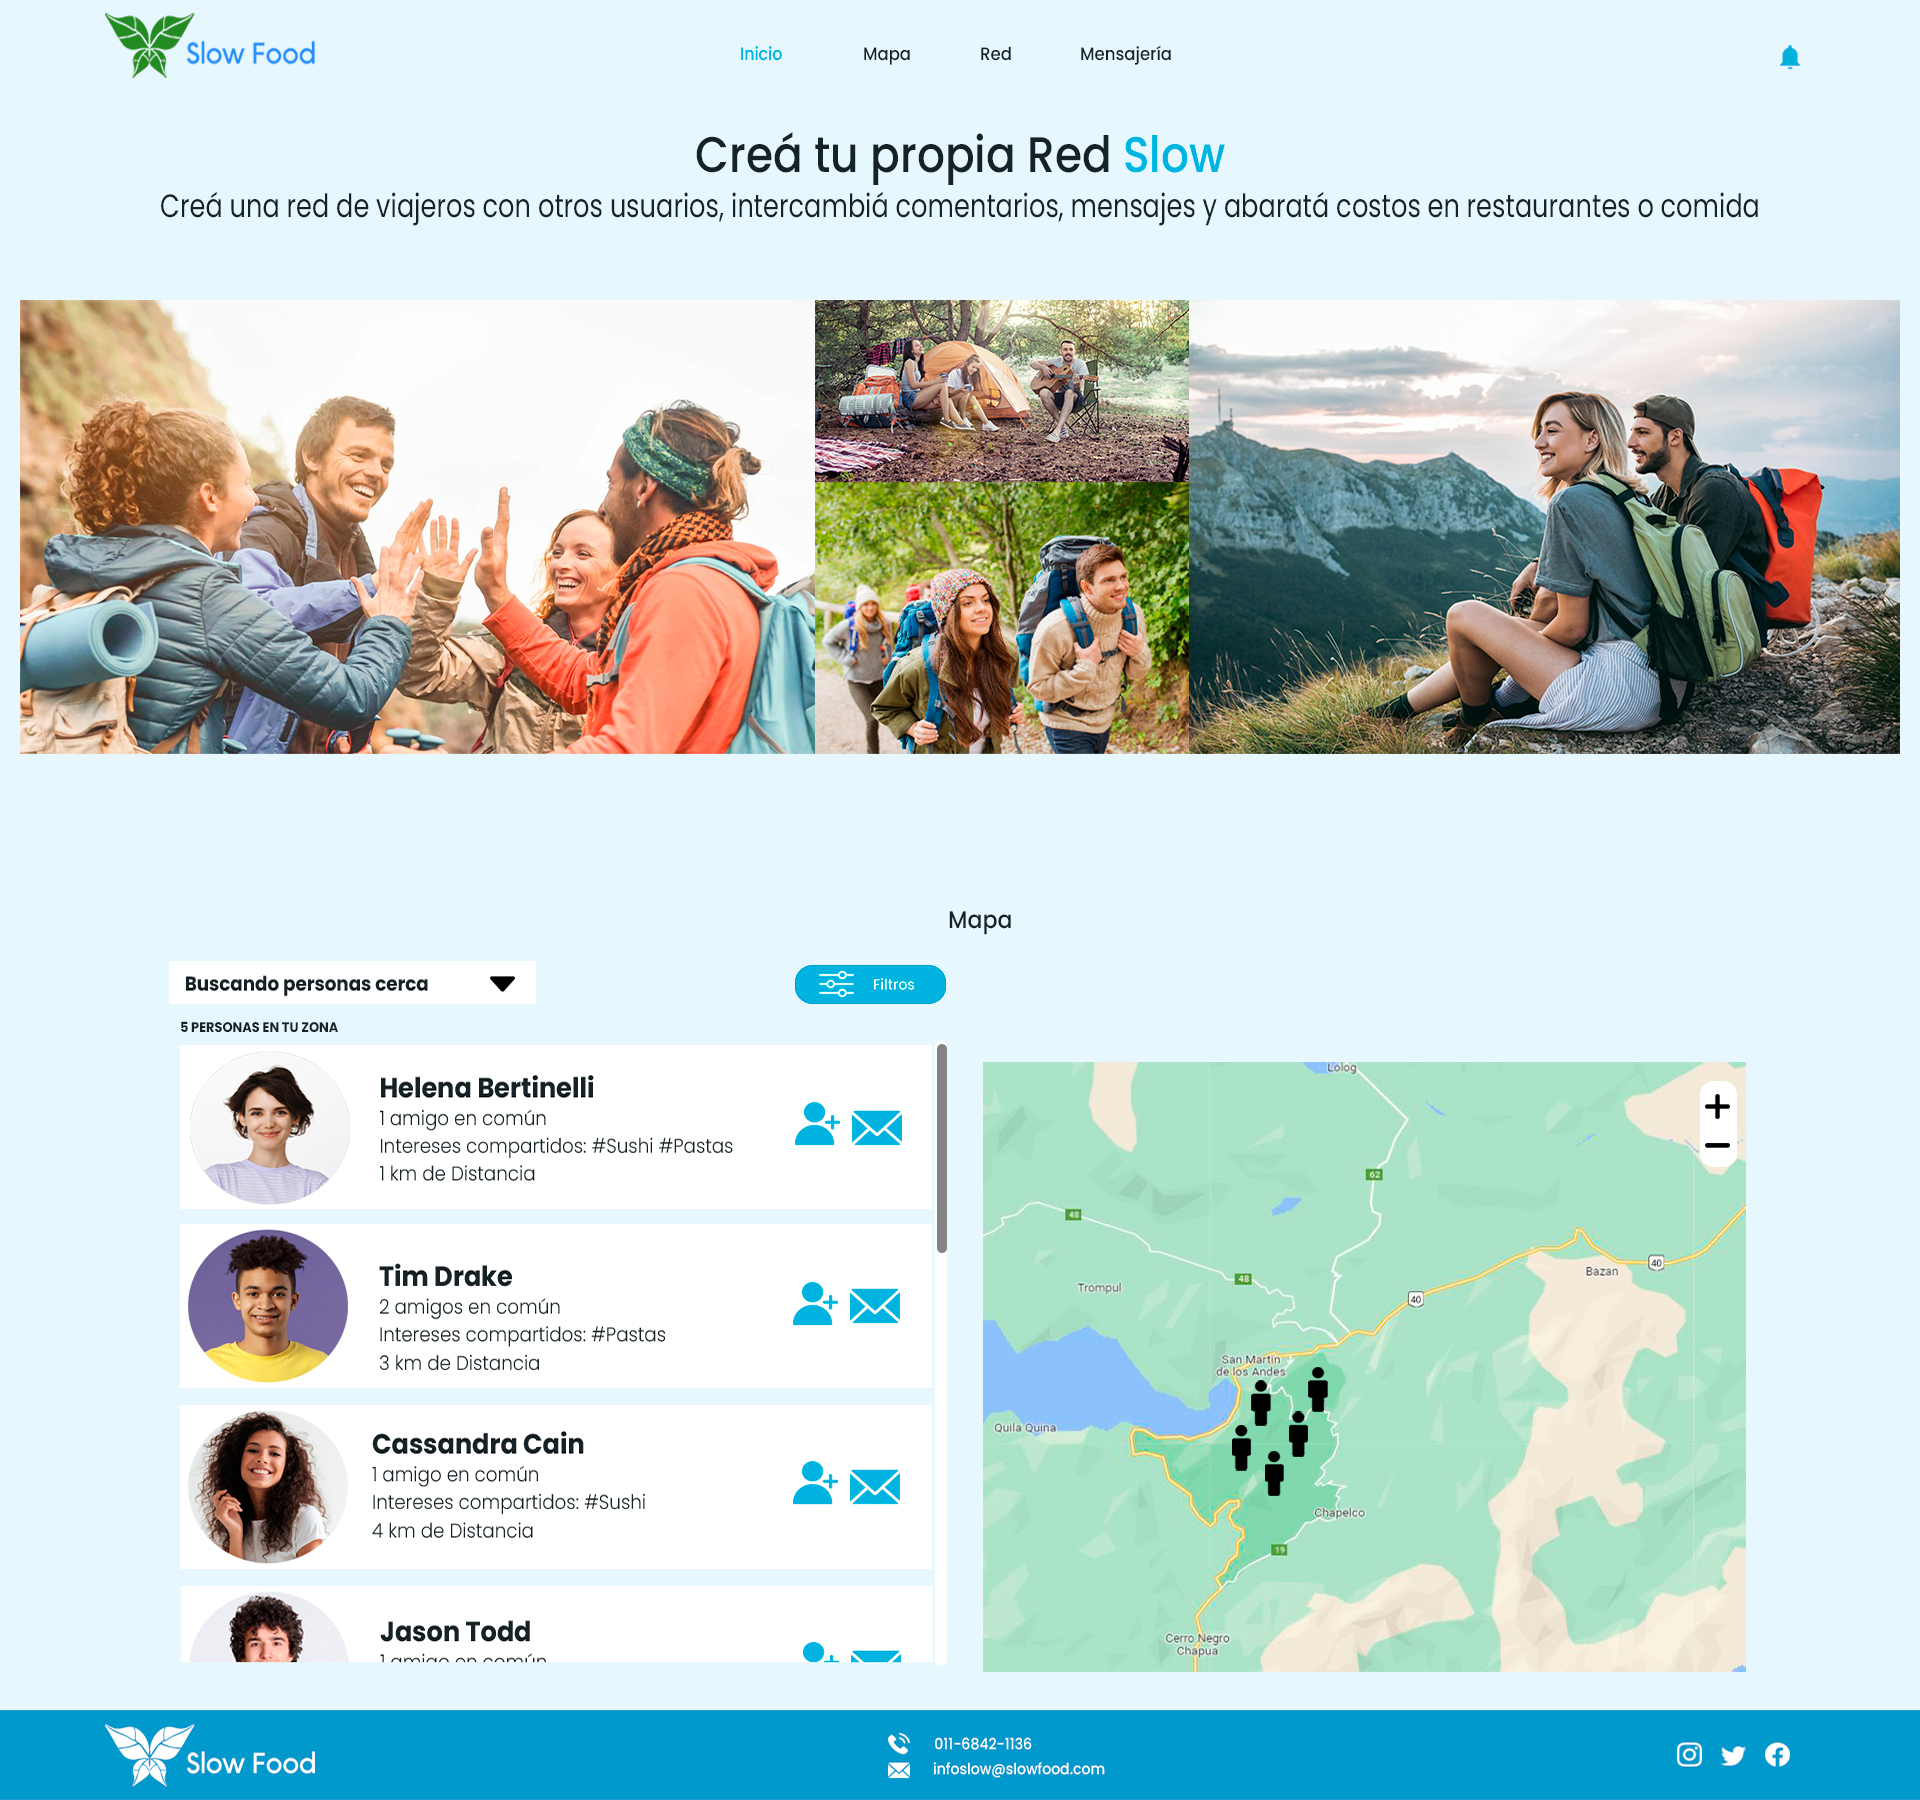 Slow Food
Inicio
Mapa
Red
Mensajería
Creá tu propia Red Slow
Creá una red de viajeros con otros usuarios, intercambiá comentarios, mensajes y abaratá costos en restaurantes o comida
Mapa
Buscando personas cerca
Filtros
5 PERSONAS EN TU ZONA
Helena Bertinelli
1 amigo en común
Intereses compartidos: #Sushi #Pastas
1 km de Distancia
Tim Drake
2 amigos en común
Intereses compartidos: #Pastas
3 km de Distancia
Cassandra Cain
1 amigo en común
Intereses compartidos: #Sushi
4 km de Distancia
Jason Todd
1 amigo en común
Lolog
62
48
48
Trompul
Bazan
40
40
San Martín
de los Andes
Quila Quina
Chapelco
19
Cerro Negro
Chapua
Slow Food
011-6842-1136
infoslow@slowfood.com